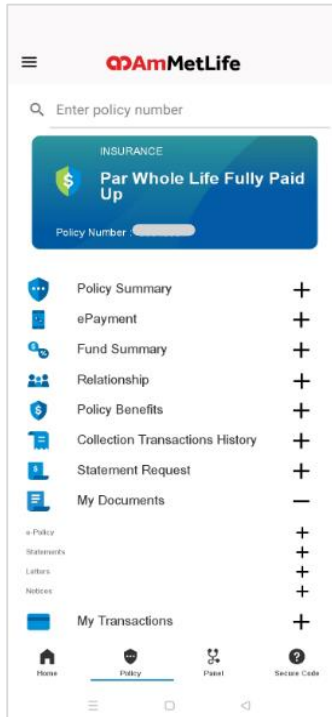 AmMetLife
Enter policy number
INSURANCE
Par Whole Life Fully Paid
Up
Policy Number :
Policy Summary
ePayment
Fund Summary
Relationship
Policy Benefits
Collection Transactions History
Statement Request
My Documents
e-Policy
Statements
Letters
Notices
My Transactions
Home Policy Panel Secure Code